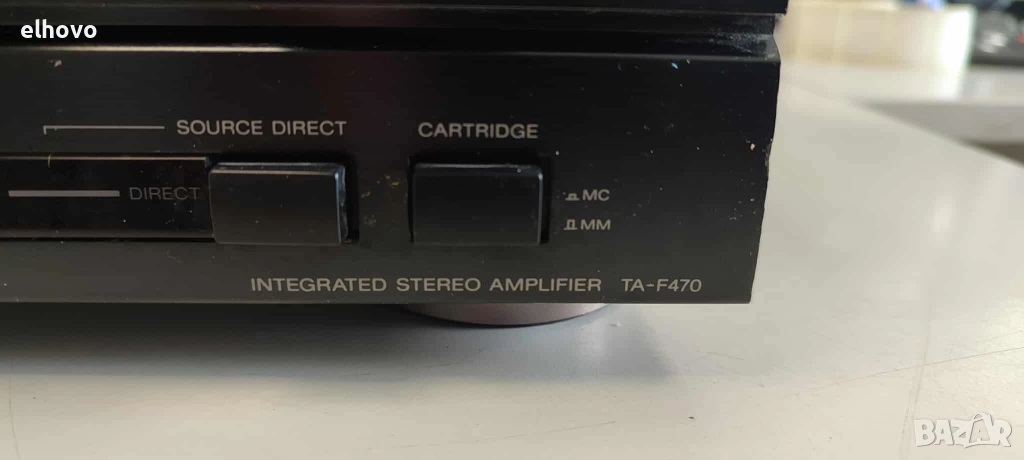 elhovo
SOURCE DIRECT
CARTRIDGE
DIRECT
MC
MM
INTEGRATED STEREO AMPLIFIER TA-F470
BAZAR